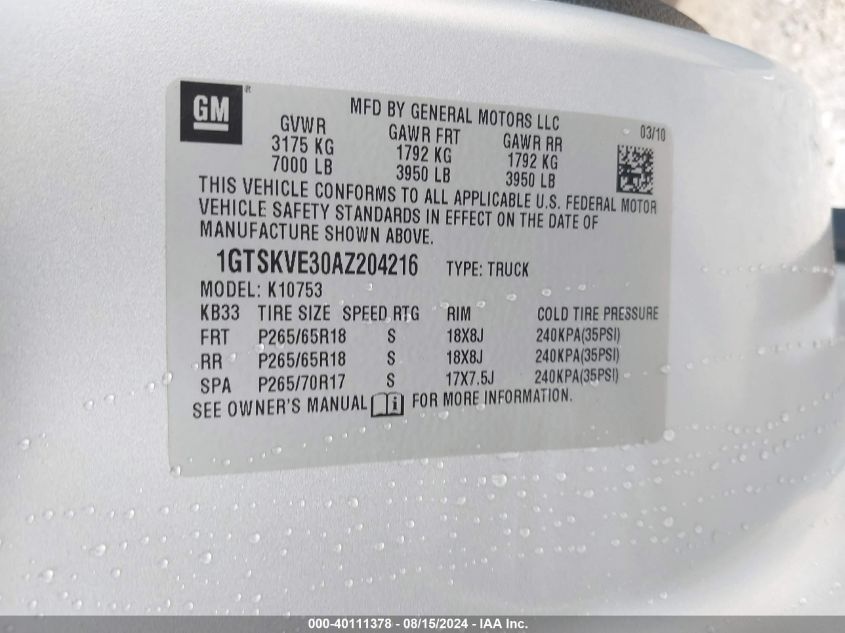 GM ®
MFD BY GENERAL MOTORS LLC 03/10
GVWR GAWR FRT GAWR RR
3175 KG 1792 KG 1792 KG
7000 LB 3950 LB 3950 LB
THIS VEHICLE CONFORMS TO ALL APPLICABLE U.S. FEDERAL MOTOR
VEHICLE SAFETY STANDARDS IN EFFECT ON THE DATE OF
MANUFACTURE SHOWN ABOVE.
1GTSKVE30AZ204216 TYPE: TRUCK
MODEL: K10753
KB33 TIRE SIZE SPEED RTG RIM COLD TIRE PRESSURE
FRT P265/65R18 S 18X8J 240KPA(35PSI)
RR P265/65R18 S 18X8J 240KPA(35PSI)
SPA P265/70R17 S 17X7.5J 240KPA(35PSI)
SEE OWNER'S MANUAL i FOR MORE INFORMATION.
000-40111378 - 08/15/2024 - IAA Inc.